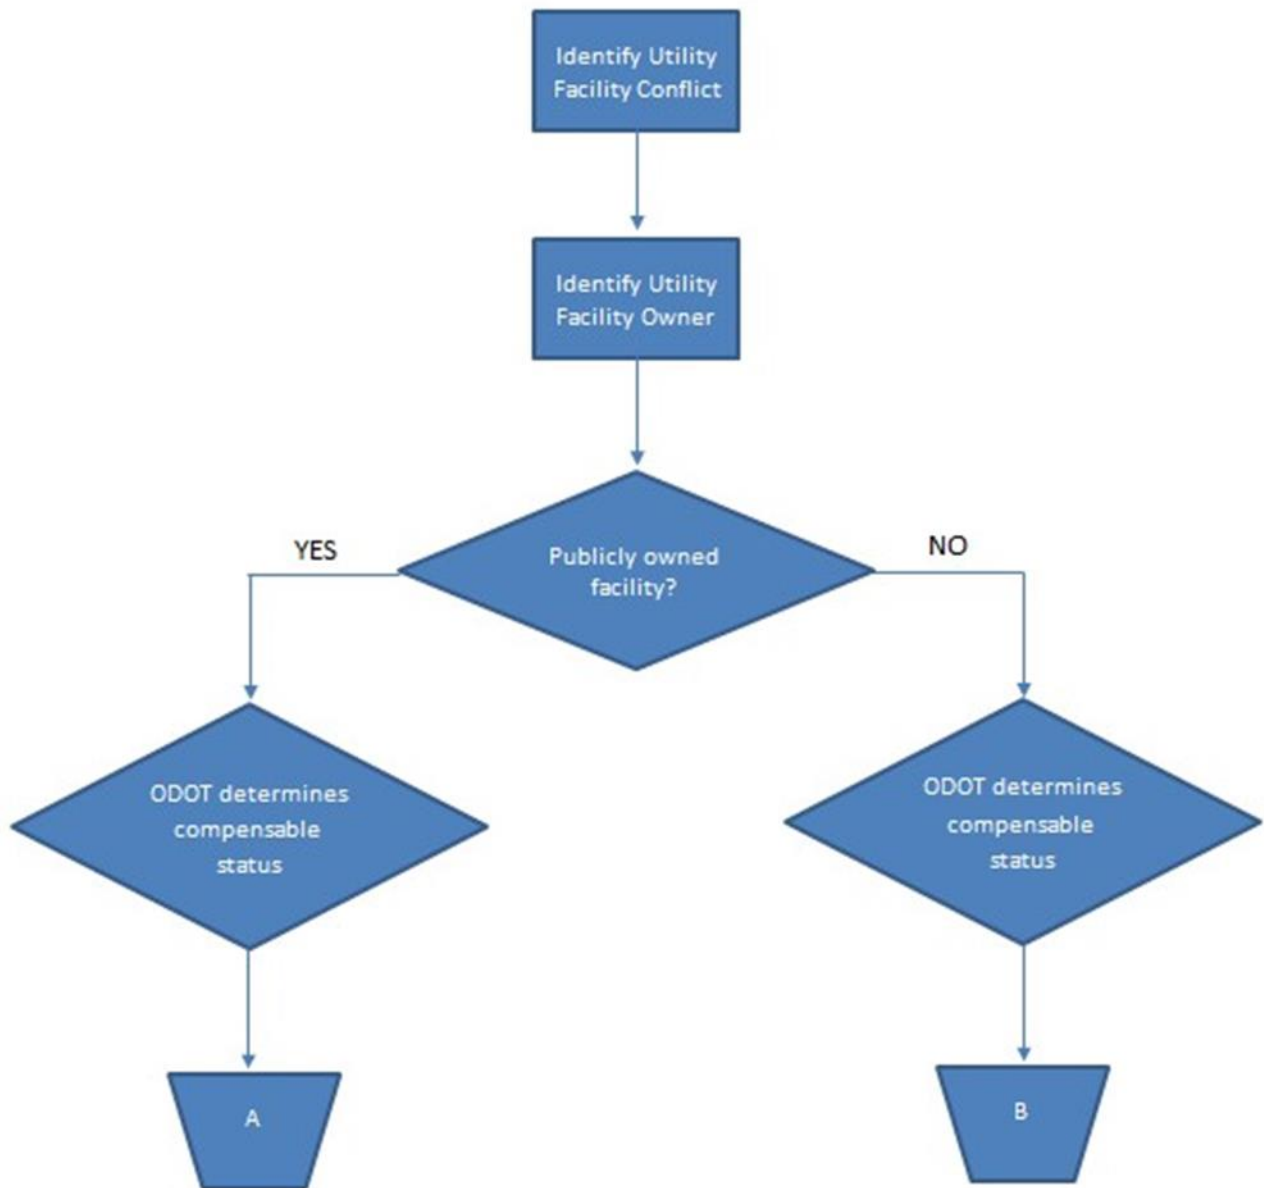 Identify Utility
Facility Conflict
Identify Utility
Facility Owner
Publicly owned
facility?
YES
NO
ODOT determines
compensable
status
ODOT determines
compensable
status
A
B